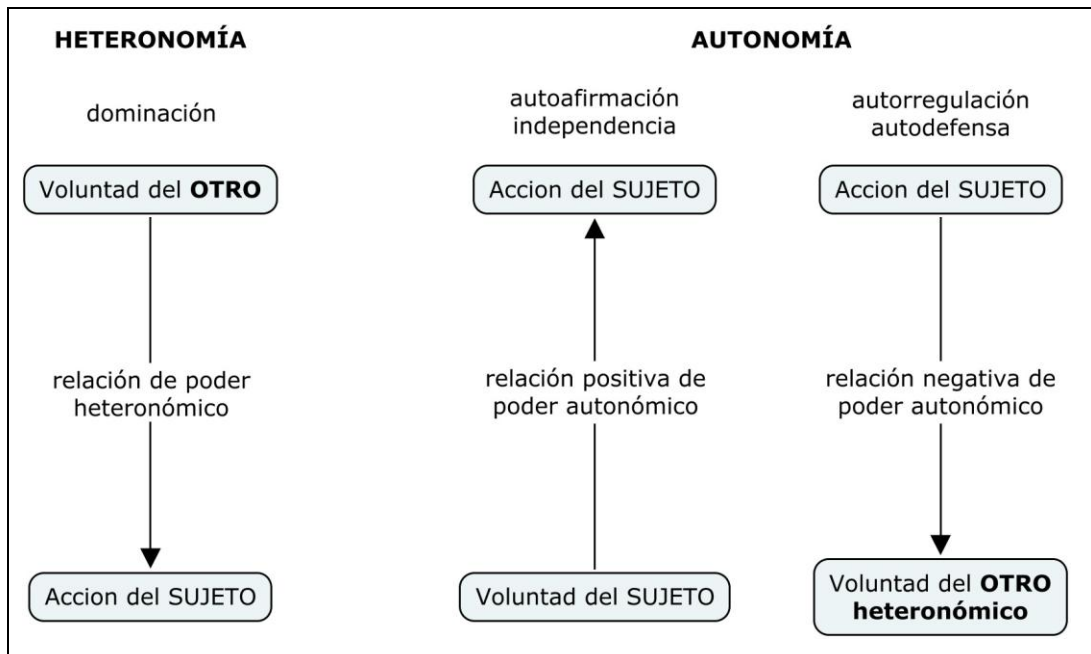 HETERONOMÍA
AUTONOMÍA
dominación
autoafirmación
independencia
autorregulación
autodefensa
Voluntad del OTRO
Accion del SUJETO
Accion del SUJETO
relación de poder
heteronómico
relación positiva de
poder autonómico
relación negativa de
poder autonómico
Accion del SUJETO
Voluntad del SUJETO
Voluntad del OTRO
heteronómico